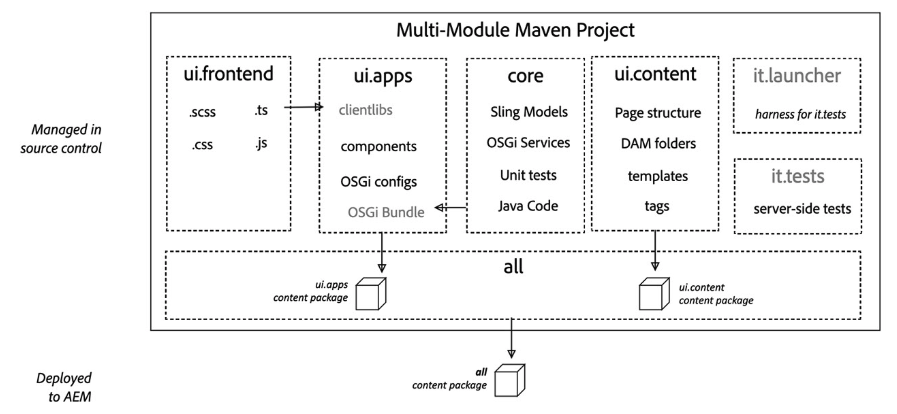 Multi-Module Maven Project
ui.frontend
.scss .ts
.css .js
ui.apps
clientlibs
components
OSGi configs
OSGi Bundle
core
Sling Models
OSGi Services
Unit tests
Java Code
ui.content
Page structure
DAM folders
templates
tags
it.launcher
harness for it.tests
it.tests
server-side tests
Managed in
source control
all
ui.apps
content package
ui.content
content package
Deployed
to AEM
all
content package